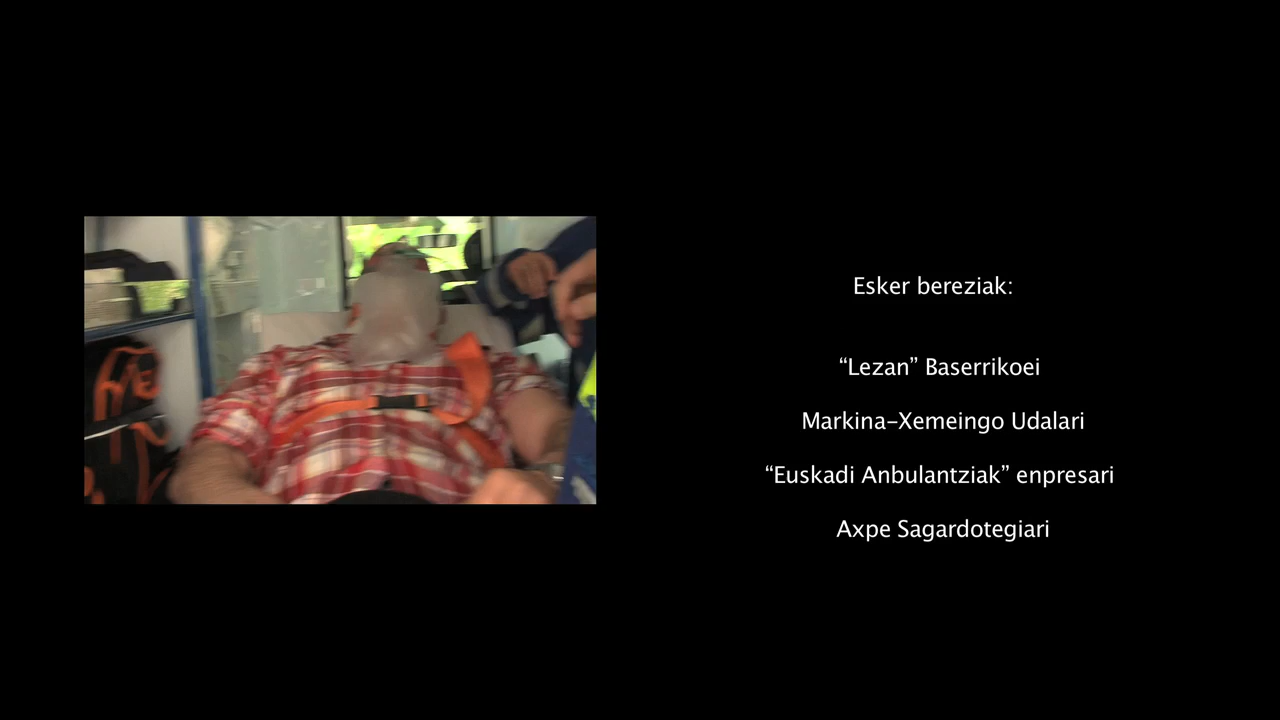 Esker bereziak:
“Lezan” Baserrikoei
Markina-Xemeingo Udalari
“Euskadi Anbulantziak” enpresari
Axpe Sagardotegiari